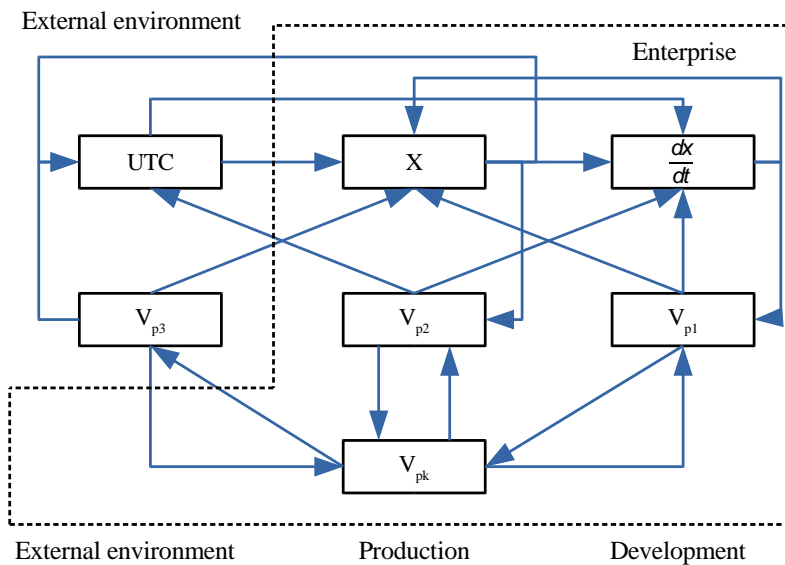 External environment
Enterprise
UTC
X
dx
dt
Vp3
Vp2
Vp1
Vpk
External environment
Production
Development